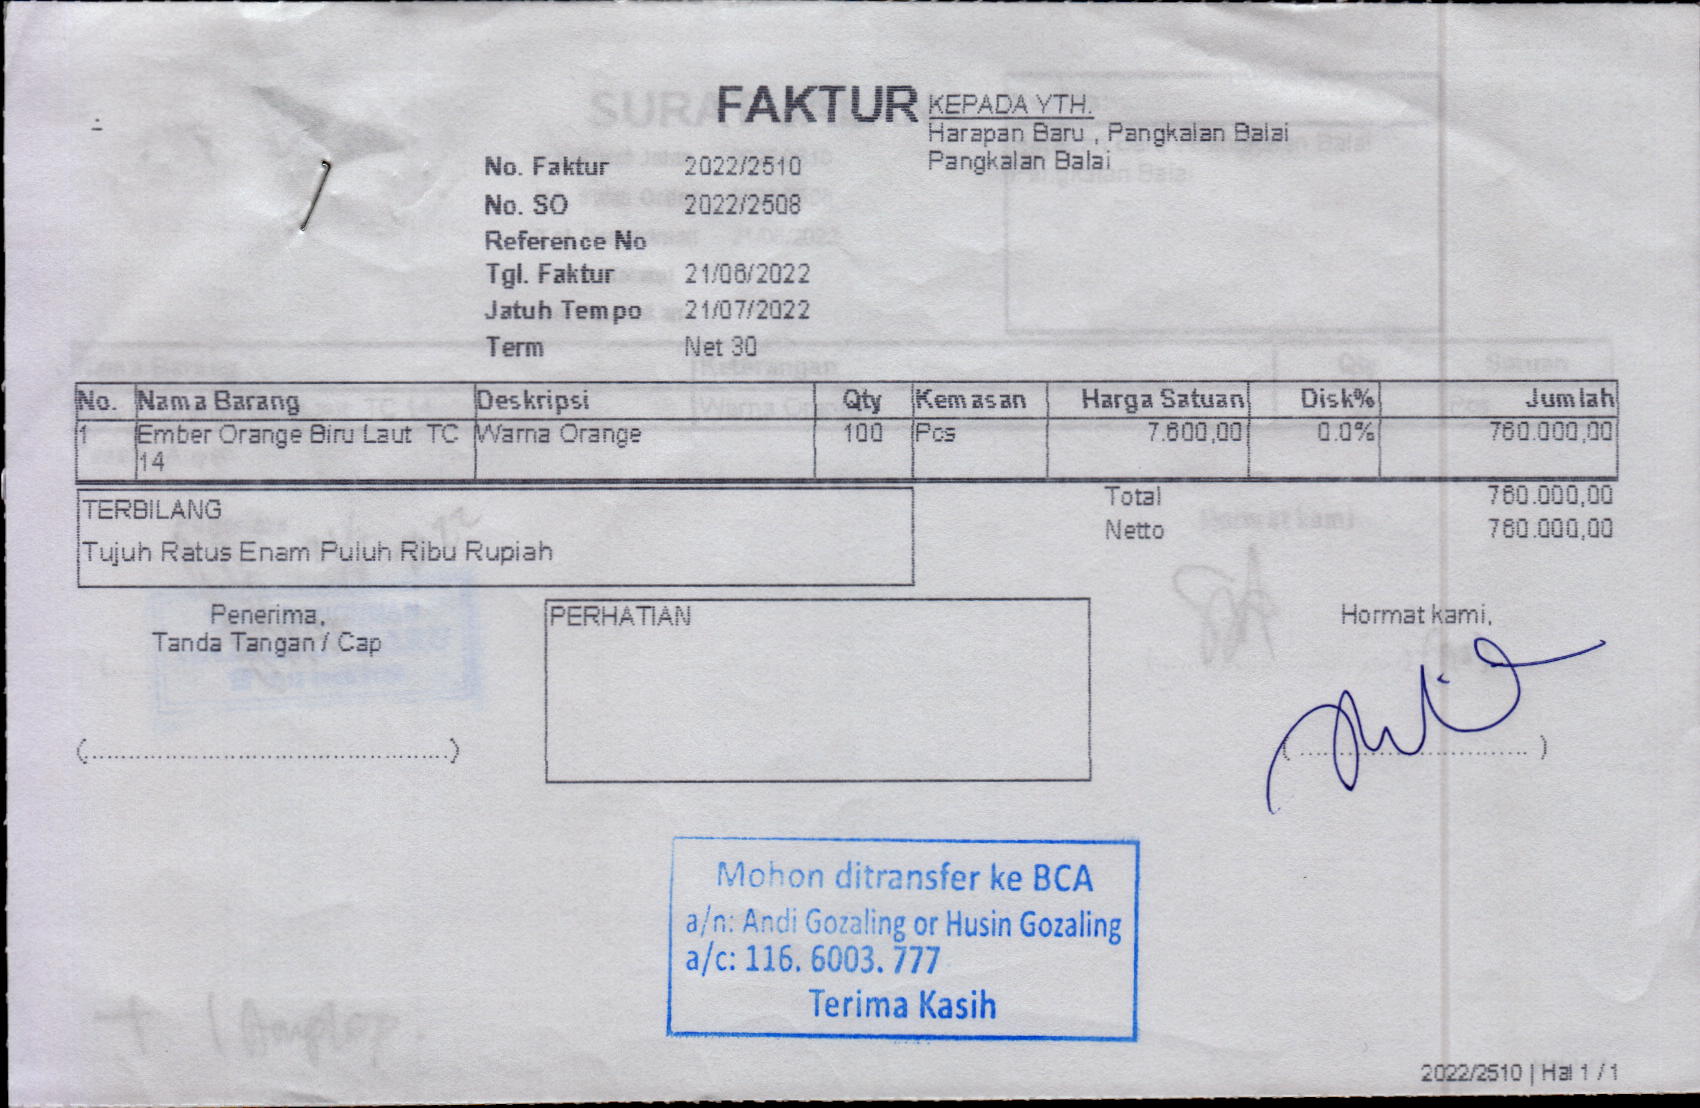 FAKTUR
KEPADA YTH.
Harapan Baru , Pangkalan Balai
Pangkalan Balai
No. Faktur 2022/2510
No. SO 2022/2508
Reference No
Tgl. Faktur 21/06/2022
Jatuh Tempo 21/07/2022
Term Net 30
No. Nama Barang Deskripsi Qty Kemasan Harga Satuan Disk% Jumlah
1 Ember Orange Biru Laut TC Warna Orange 100 Pcs 7.600,00 0.0% 760.000,00
14
TERBILANG
Tujuh Ratus Enam Puluh Ribu Rupiah
Total 760.000,00
Netto 760.000,00
Penerima,
Tanda Tangan / Cap
PERHATIAN
Hormat kami,
(...............................................)
(.............................. )
Mohon ditransfer ke BCA
a/n: Andi Gozaling or Husin Gozaling
a/c: 116. 6003. 777
Terima Kasih
2022/2510 | Hal 1 / 1